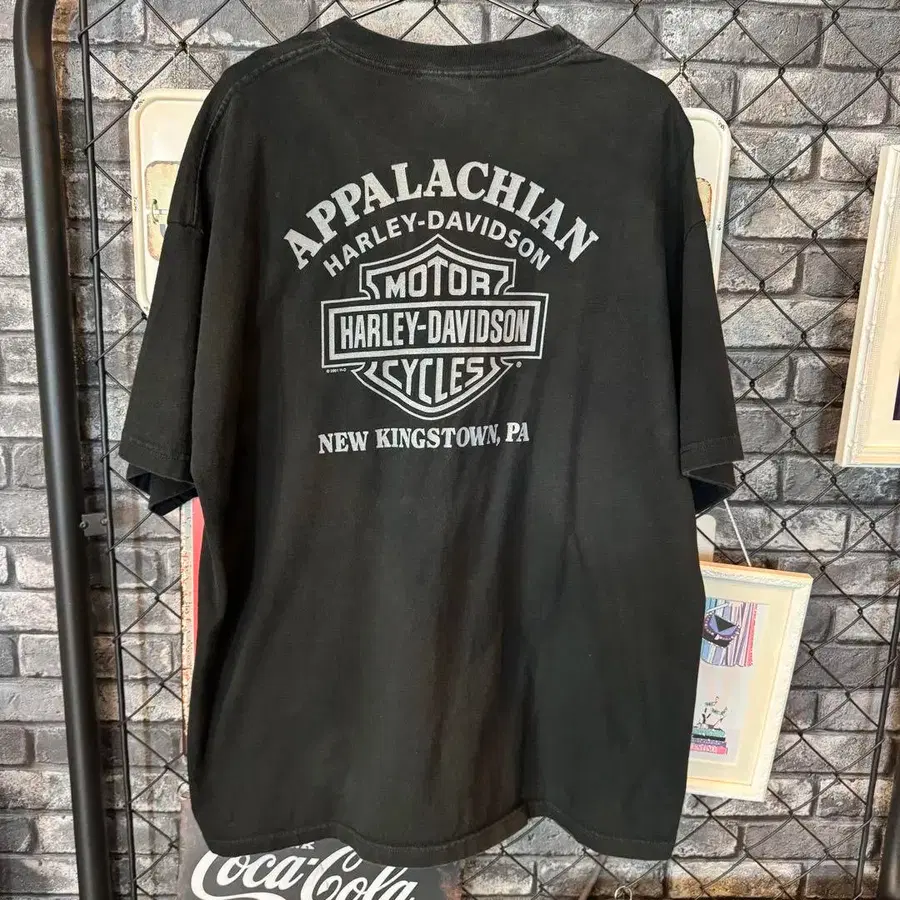 APPALACHIAN
HARLEY-DAVIDSON
MOTOR
HARLEY-DAVIDSON
CYCLES
®
NEW KINGSTOWN, PA
Coca-Cola